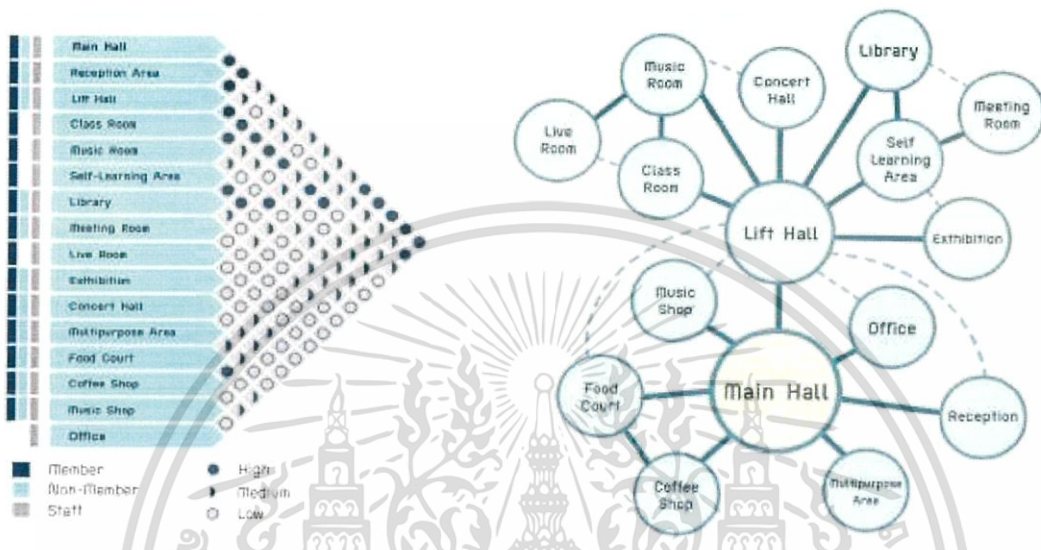 Main Hall
Reception Area
Lift Hall
Class Room
Music Room
Self-Learning Area
Library
Meeting Room
Live Room
Exthibition
Concert Hall
Multipurpose Area
Food Court
Coffee Shop
Music Shop
Office
Member
Non-Member
Staff
High
Medium
Low
Library
Music
Room
Concert
Hall
Meeting
Room
Live
Room
Self
Learning
Area
Class
Room
Lift Hall
Exthibition
Music
Shop
Office
Food
Court
Main Hall
Reception
Coffee
Shop
Multipurpose
Area